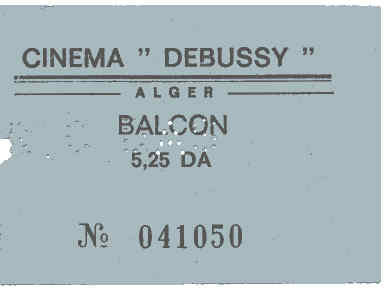 CINEMA " DEBUSSY "
ALGER
BALCON
5,25 DA
№ 041050